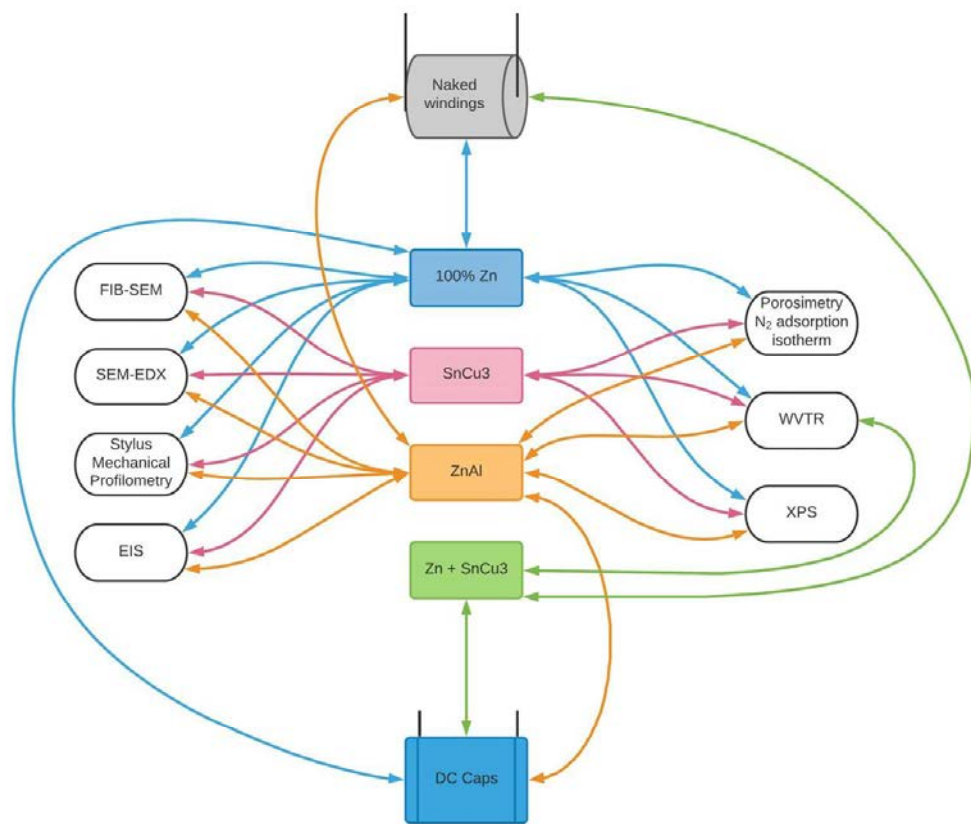 Naked
windings
100% Zn
FIB-SEM
Porosimetry
N₂ adsorption
isotherm
SnCu3
SEM-EDX
WVTR
Stylus
Mechanical
Profilometry
ZnAl
XPS
EIS
Zn + SnCu3
DC Caps